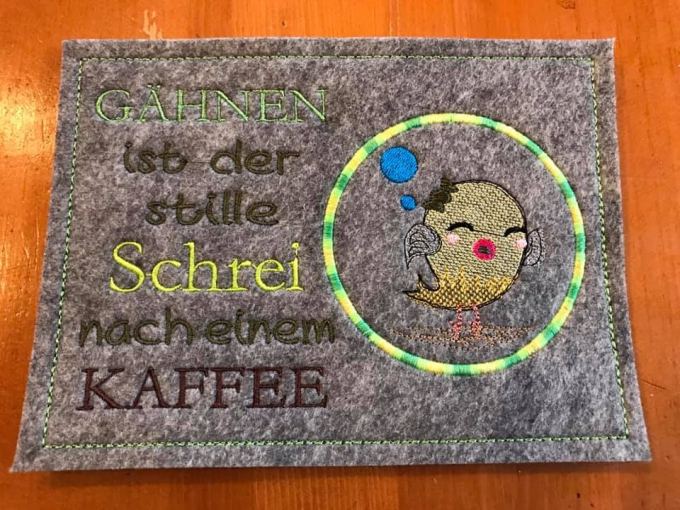 GÄHNEN
ist der
stille
Schrei
nach einem
KAFFEE